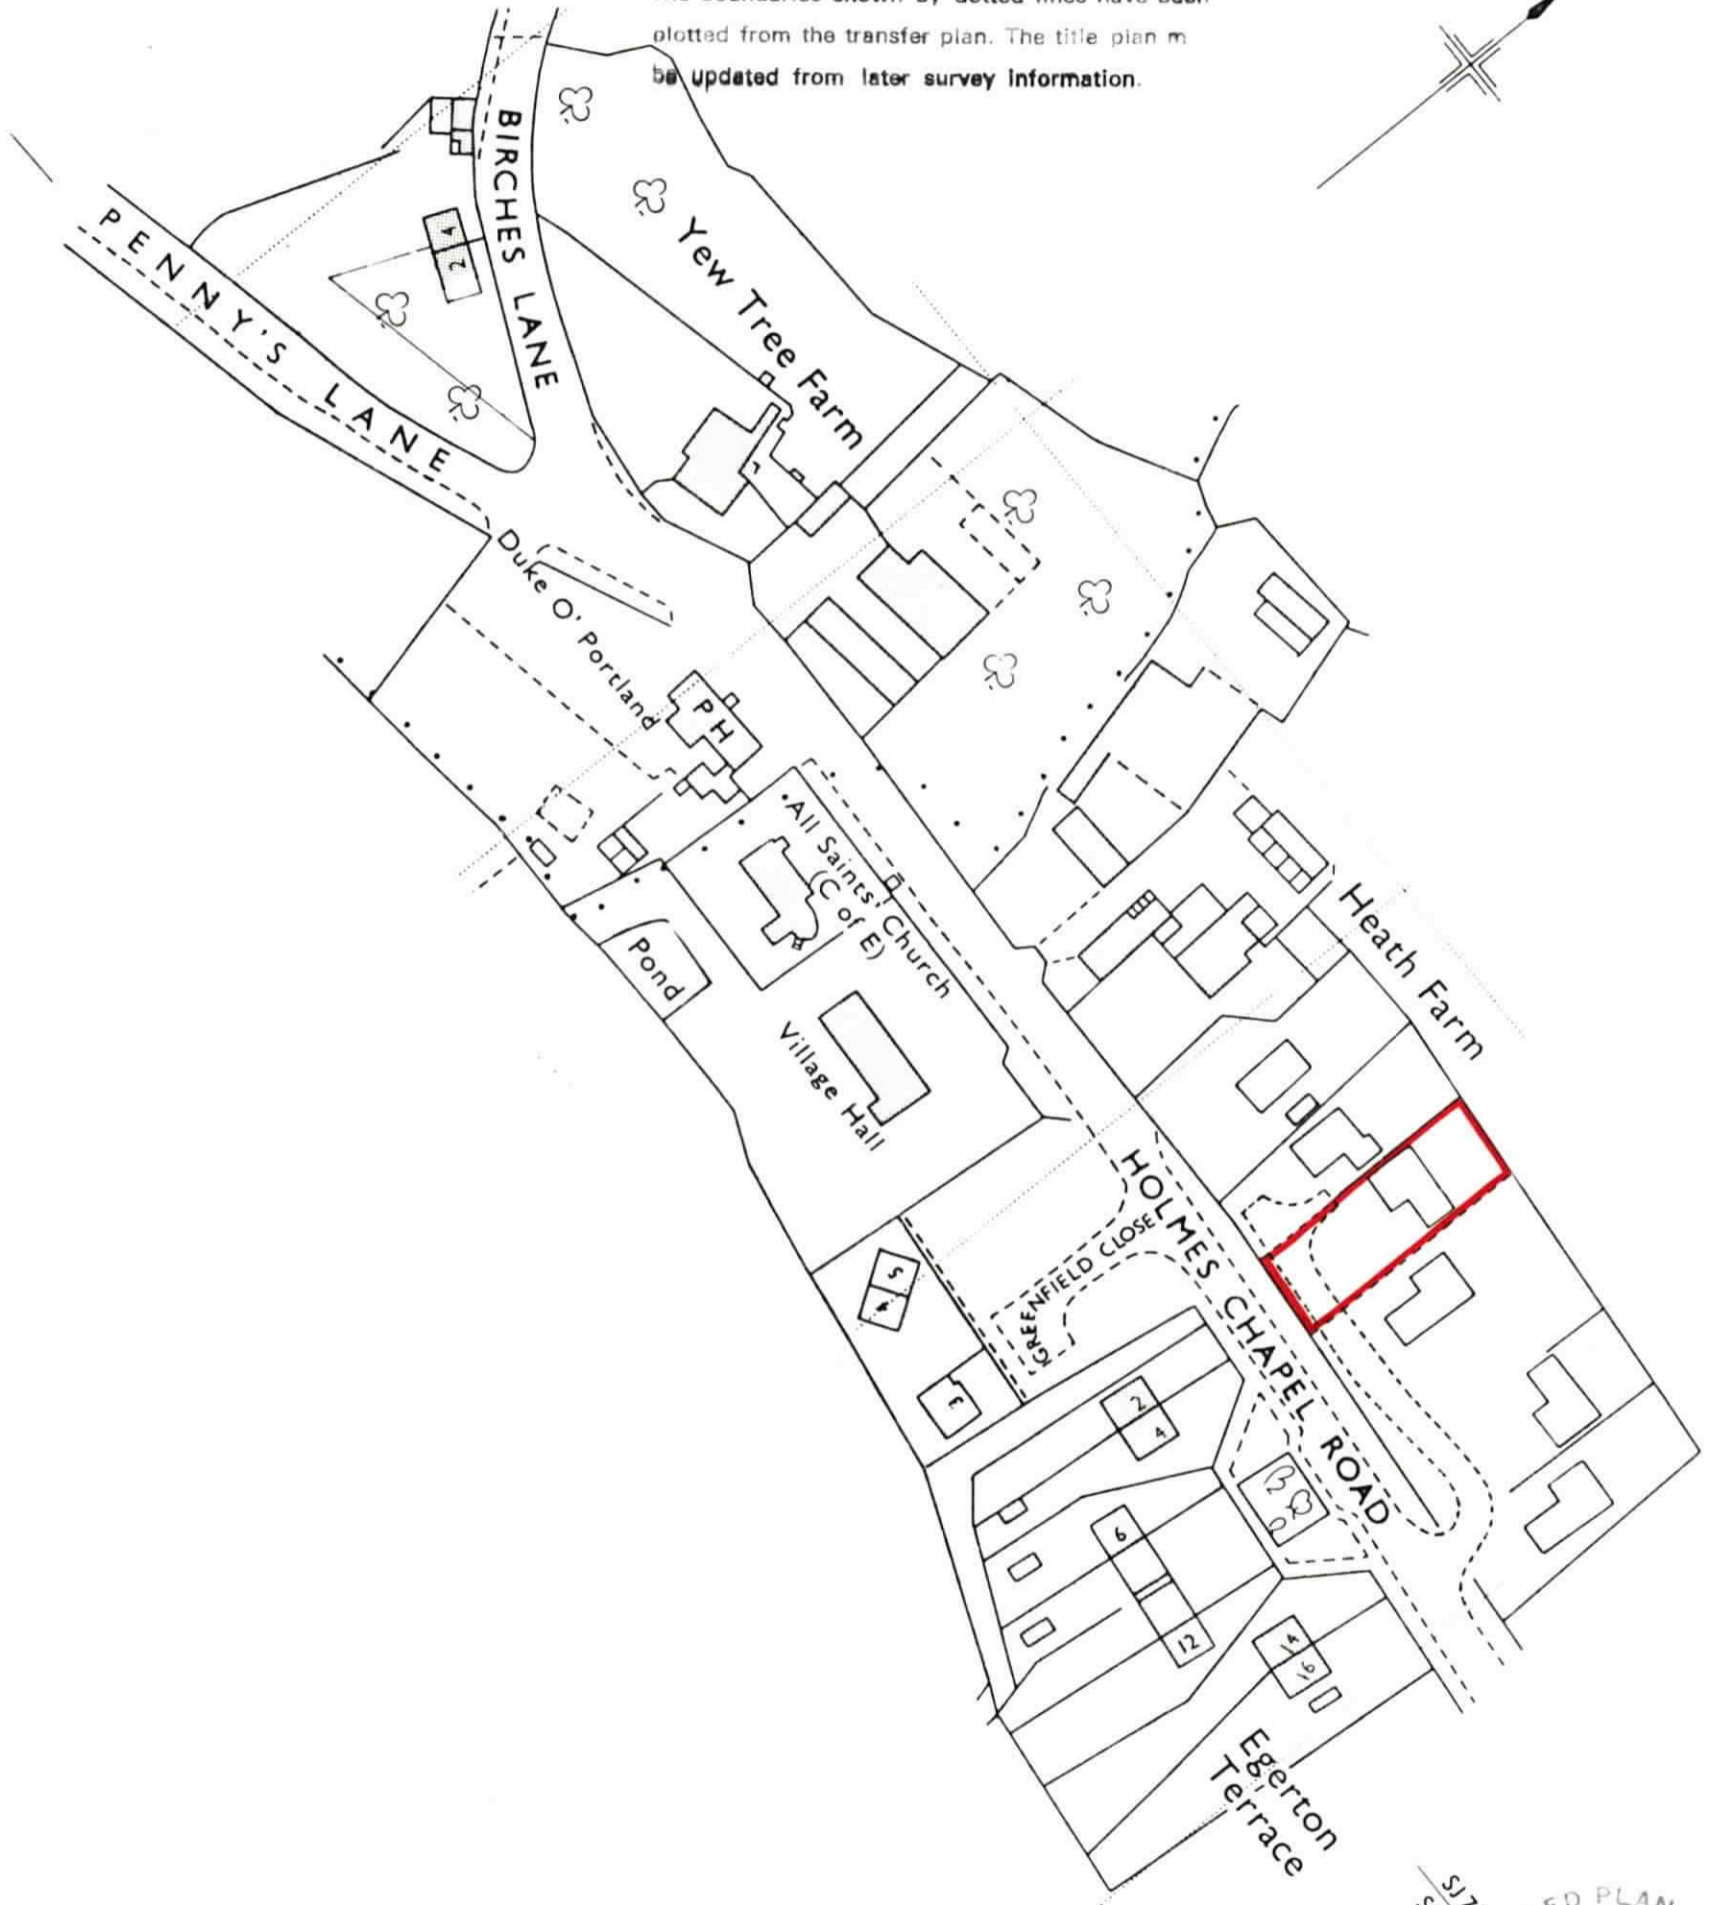 plotted from the transfer plan. The title plan m
be updated from later survey information.
BIRCHES LANE
PENNY'S LANE
4
2
Yew Tree Farm
Duke O' Portland
PH
All Saints' Church
(C of E)
Pond
Village Hall
Heath Farm
HOLMES CHAPEL ROAD
GREENFIELD CLOSE
5
4
3
2
4
6
12
14
16
Egerton
Terrace
PLAN